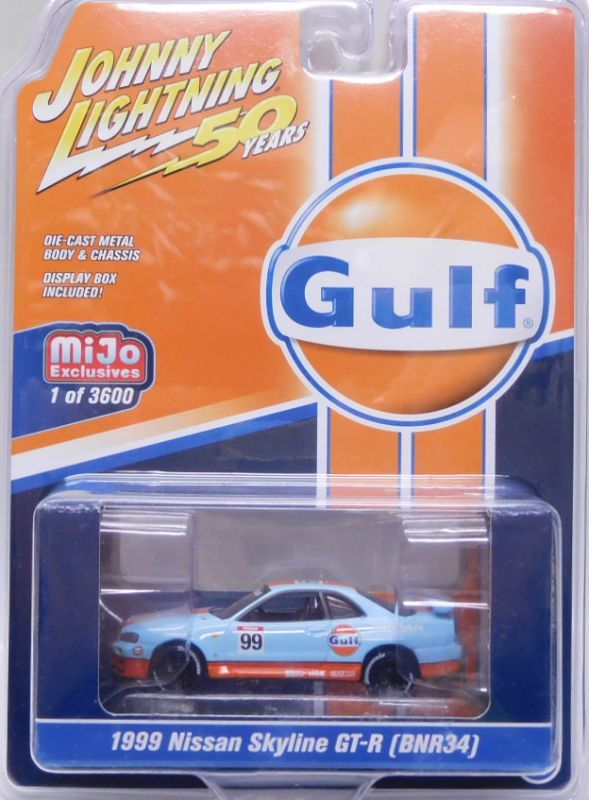 JOHNNY
LIGHTNING
50
YEARS
DIE-CAST METAL
BODY & CHASSIS
DISPLAY BOX
INCLUDED!
MiJo
Exclusives
1 of 3600
Gulf®
99
Gulf
1999 Nissan Skyline GT-R (BNR34)